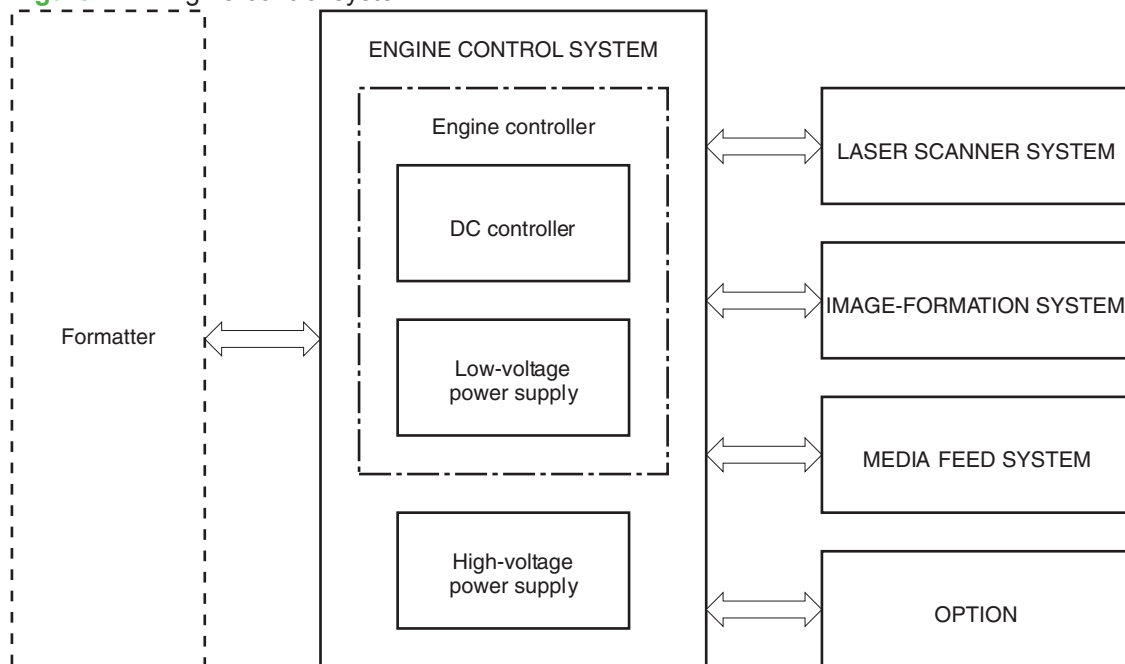 ENGINE CONTROL SYSTEM
Engine controller
DC controller
Low-voltage
power supply
High-voltage
power supply
Formatter
LASER SCANNER SYSTEM
IMAGE-FORMATION SYSTEM
MEDIA FEED SYSTEM
OPTION